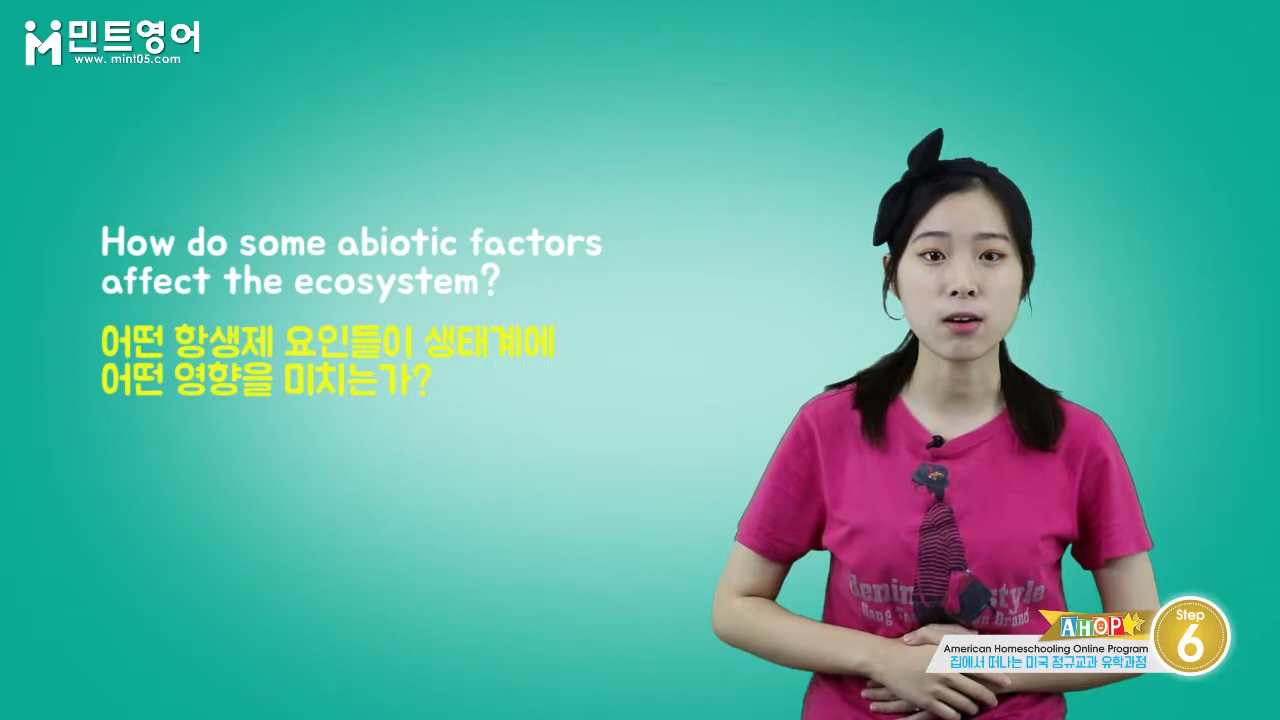 민트영어
www. mint05.com
How do some abiotic factors
affect the ecosystem?
어떤 항생제 요인들이 생태계에
어떤 영향을 미치는가?
AHOP
Step
6
American Homeschooling Online Program
집에서 떠나는 미국 정규교과 유학과정